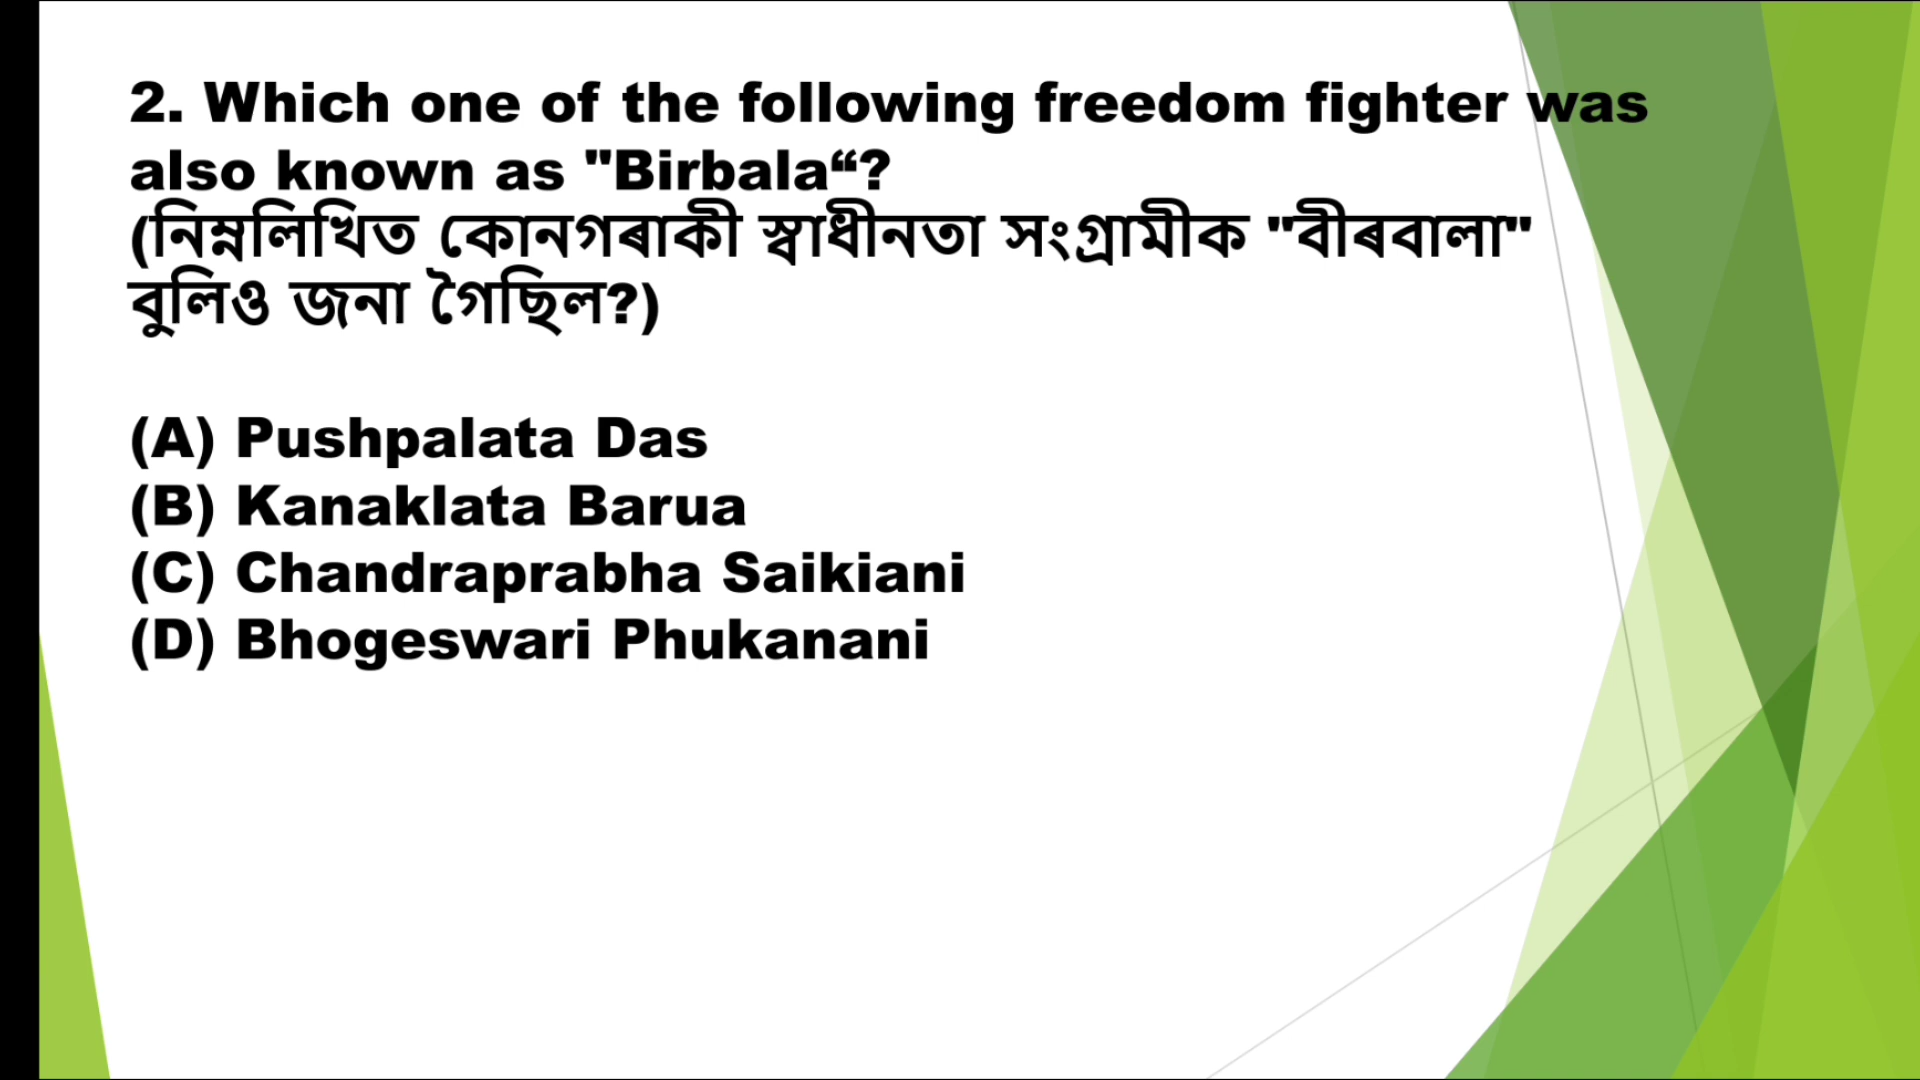 2. Which one of the following freedom fighter was
also known as "Birbala“?
(নিম্নলিখিত কোনগৰাকী স্বাধীনতা সংগ্ৰামীক "বীৰবালা"
বুলিও জনা গৈছিল?)
(A) Pushpalata Das
(B) Kanaklata Barua
(C) Chandraprabha Saikiani
(D) Bhogeswari Phukanani